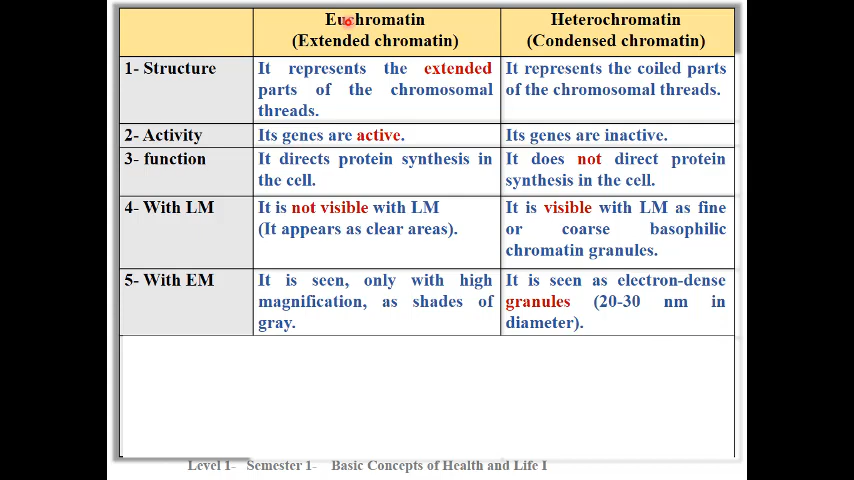 Euchromatin
(Extended chromatin)
Heterochromatin
(Condensed chromatin)
1- Structure
It represents the extended
parts of the chromosomal
threads.
It represents the coiled parts
of the chromosomal threads.
2- Activity
Its genes are active.
Its genes are inactive.
3- function
It directs protein synthesis in
the cell.
It does not direct protein
synthesis in the cell.
4- With LM
It is not visible with LM
(It appears as clear areas).
It is visible with LM as fine
or coarse basophilic
chromatin granules.
5- With EM
It is seen, only with high
magnification, as shades of
gray.
It is seen as electron-dense
granules (20-30 nm in
diameter).
Level 1- Semester 1- Basic Concepts of Health and Life I